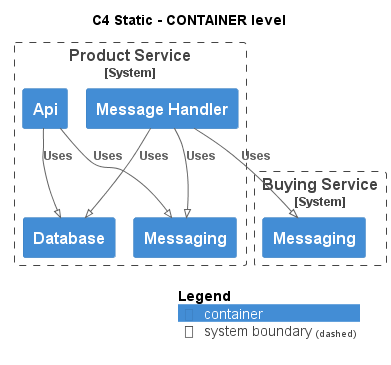 C4 Static - CONTAINER level
Product Service
[System]
Api
Message Handler
Uses
Uses
Uses
Uses
Uses
Buying Service
[System]
Database
Messaging
Messaging
Legend
container
system boundary (dashed)